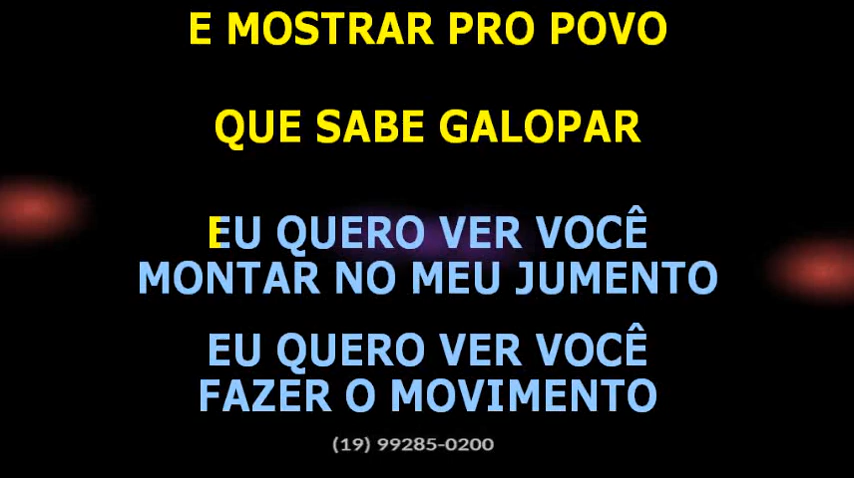 E MOSTRAR PRO POVO
QUE SABE GALOPAR
EU QUERO VER VOCÊ
MONTAR NO MEU JUMENTO
EU QUERO VER VOCÊ
FAZER O MOVIMENTO
(19) 99285-0200